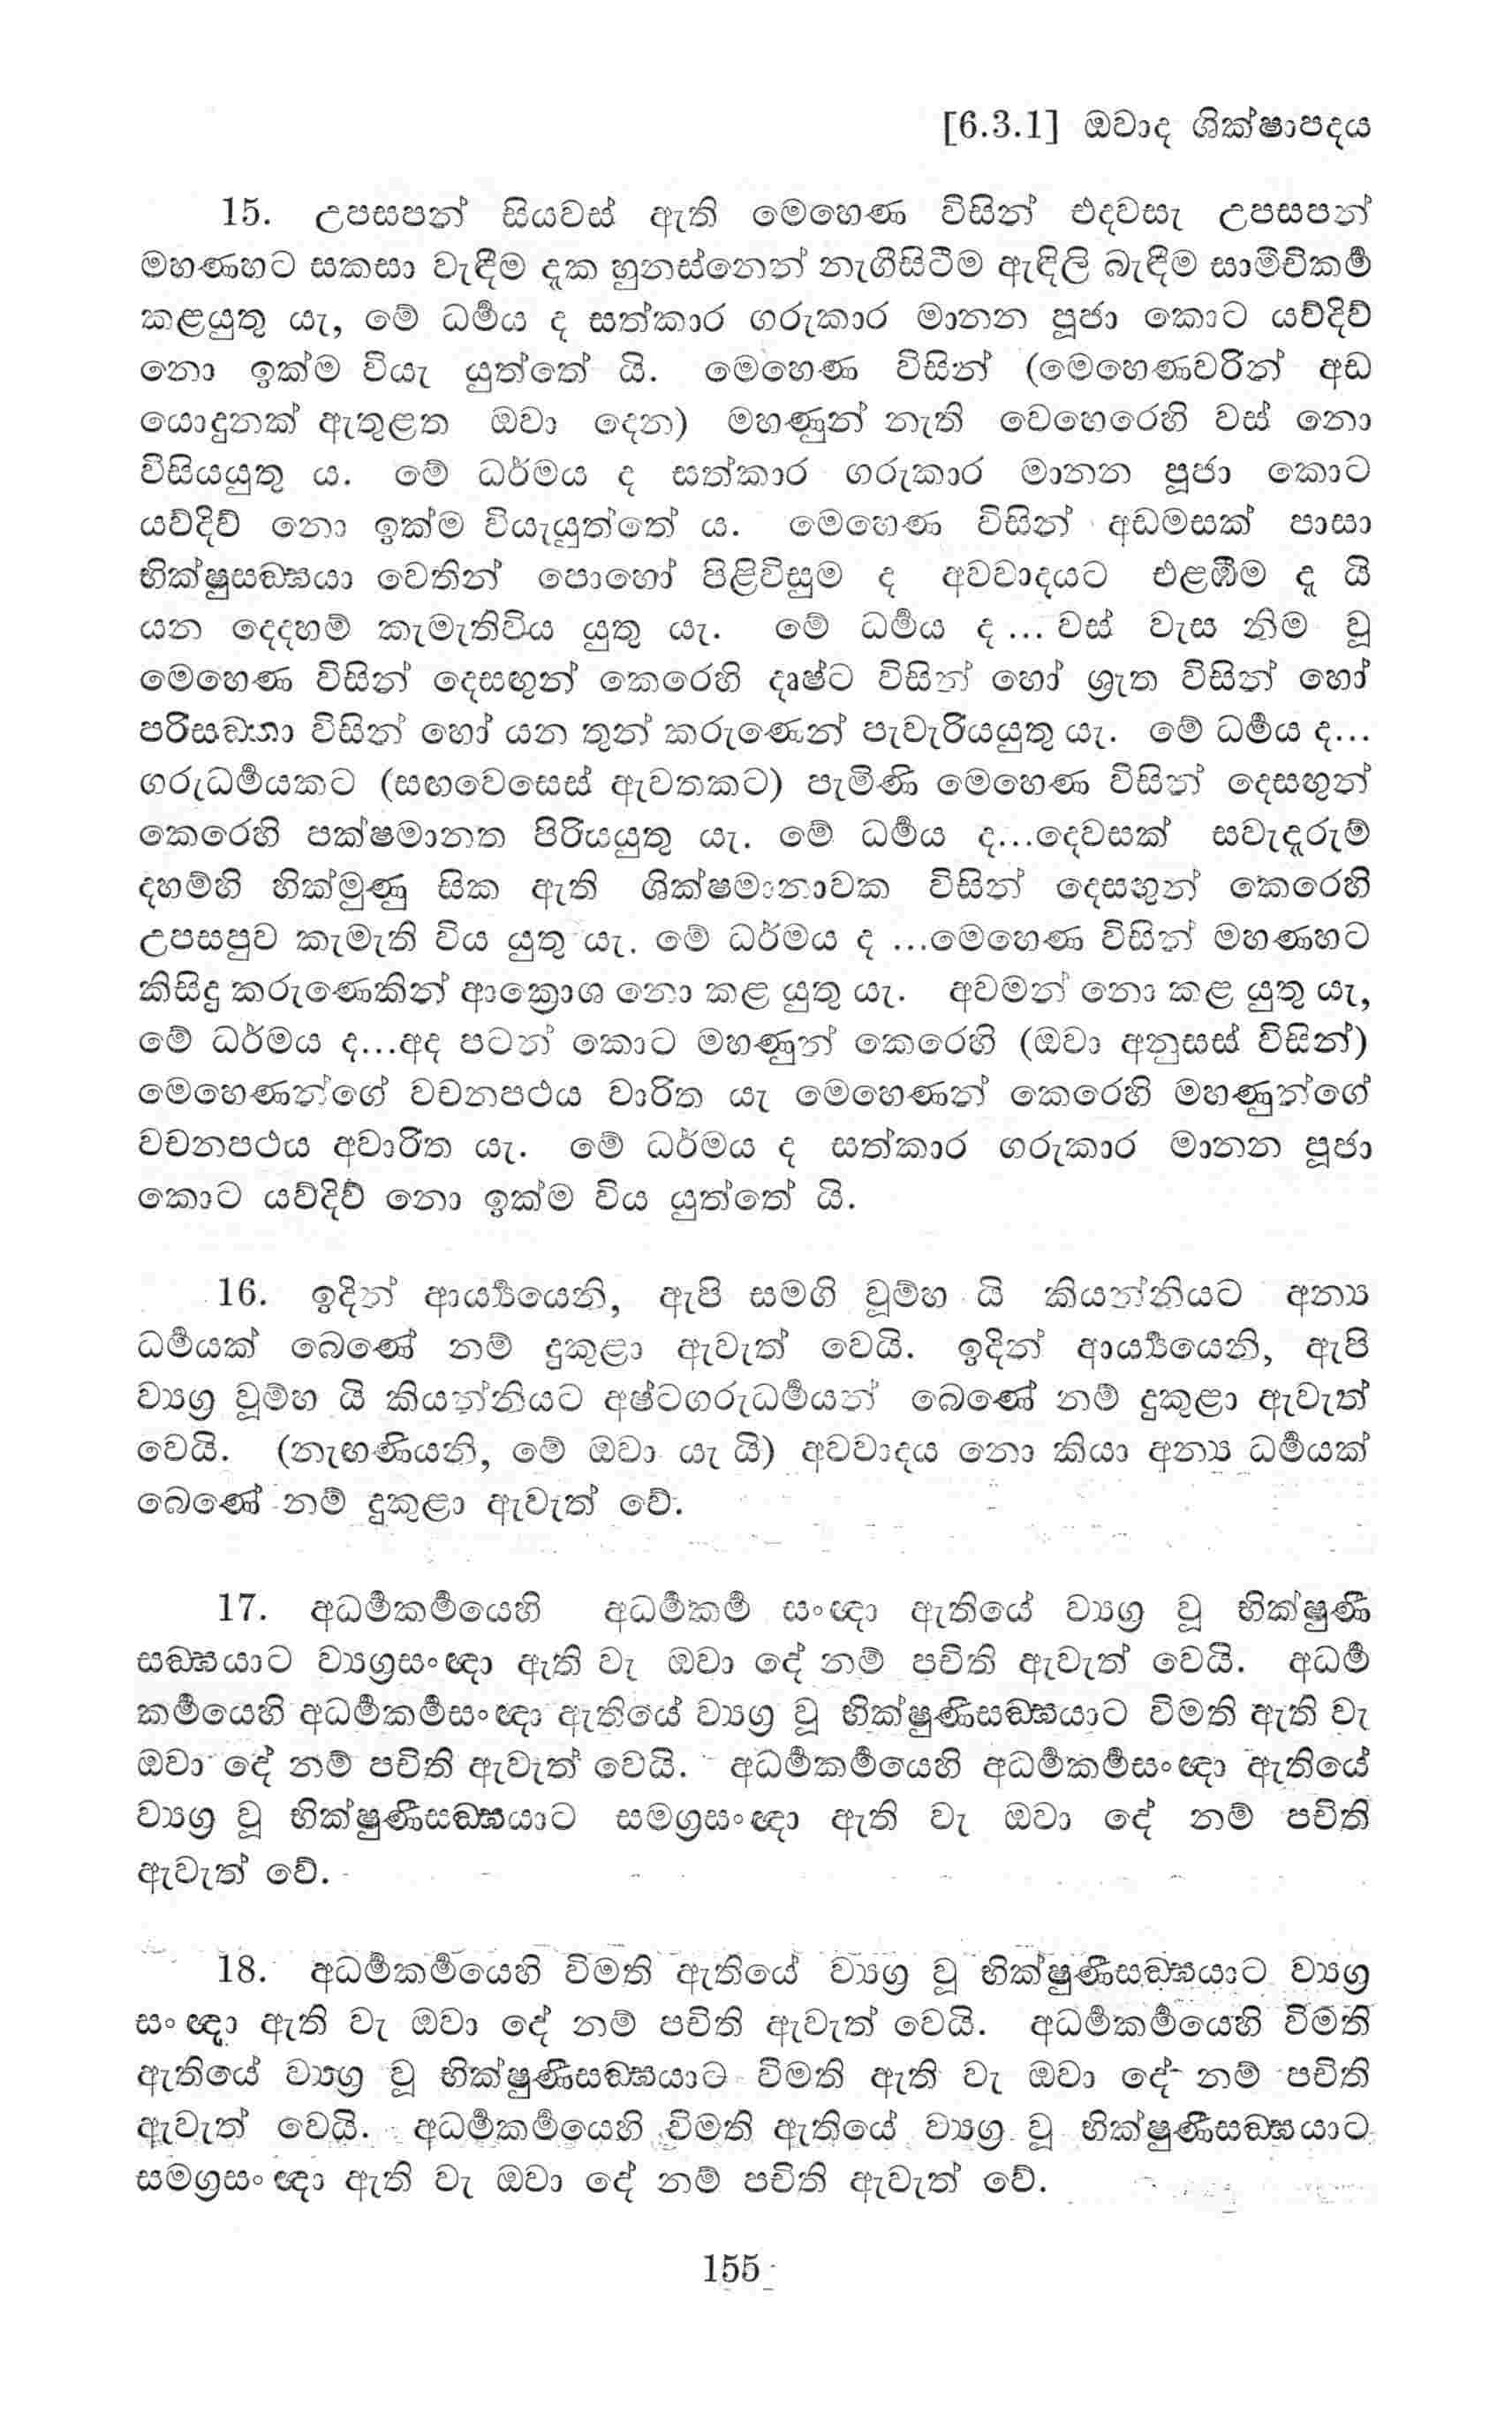 [6.3.1] ඔවාද ශික්ෂාපදය
15. උපසපන් සියවස් ඇති මෙහෙණ විසින් එදවසැ උපසපන්
මහණහට සකසා වැඳීම දැක හුනස්නෙන් නැගීසිටීම ඇඳිලි බැඳීම සාමීචිකර්‍ම
කළයුතු යැ, මේ ධර්‍මය ද සත්කාර ගරුකාර මානන පූජා කොට යව්දිව්
නො ඉක්ම වියැ යුත්තේ යි. මෙහෙණ විසින් (මෙහෙණවරින් අඩ
යොදුනක් ඇතුළත ඔවා දෙන) මහණුන් නැති වෙහෙරෙහි වස් නො
විසියයුතු ය. මේ ධර්මය ද සත්කාර ගරුකාර මානන පූජා කොට
යව්දිව් නො ඉක්ම වියැයුත්තේ ය. මෙහෙණ විසින් අඩමසක් පාසා
භික්ෂුසඞ්ඝයා වෙතින් පොහෝ පිළිවිසුම ද අවවාදයට එළඹීම දැ යි
යන දෙදහම් කැමැතිවිය යුතු යැ. මේ ධර්‍මය ද ... වස් වැස නිම වූ
මෙහෙණ විසින් දෙසඟුන් කෙරෙහි දෘෂ්ට විසින් හෝ ශ්‍රැත විසින් හෝ
පරිසඞ්කා විසින් හෝ යන තුන් කරුණෙන් පැවැරියයුතු යැ. මේ ධර්‍මය ද...
ගරුධර්‍මයකට (සඟවෙසෙස් ඇවතකට) පැමිණි මෙහෙණ විසින් දෙසඟුන්
කෙරෙහි පක්ෂමානත පිරියයුතු යැ. මේ ධර්‍මය ද...දෙවසක් සවැදෑරුම්
දහම්හි හික්මුණු සික ඇති ශික්ෂමානාවක විසින් දෙසඟුන් කෙරෙහි
උපසපුව කැමැති විය යුතු යැ. මේ ධර්මය ද ...මෙහෙණ විසින් මහණහට
කිසිදු කරුණෙකින් ආක්‍රොශ නො කළ යුතු යැ. අවමන් නො කළ යුතු යැ,
මේ ධර්මය ද...අද පටන් කොට මහණුන් කෙරෙහි (ඔවා අනුසස් විසින්)
මෙහෙණන්ගේ වචනපථය වාරිත යැ මෙහෙණන් කෙරෙහි මහණුන්ගේ
වචනපථය අවාරිත යැ. මේ ධර්මය ද සත්කාර ගරුකාර මානන පූජා
කොට යව්දිව් නො ඉක්ම විය යුත්තේ යි.
16. ඉදින් ආර්‍ය්‍යයෙනි, ඇපි සමගි වූම්හ යි කියන්නියට අන්‍ය
ධර්‍මයක් බෙණේ නම් දුකුළා ඇවැත් වෙයි. ඉදින් ආර්‍ය්‍යයෙනි, ඇපි
ව්‍යග්‍ර වූම්හ යි කියන්නියට අෂ්ටගරුධර්‍මයන් බෙණේ නම් දුකුළා ඇවැත්
වෙයි. (නැඟණියනි, මේ ඔවා යැ යි) අවවාදය නො කියා අන්‍ය ධර්‍මයක්
බෙණේ නම් දුකුළා ඇවැත් වේ.
17. අධර්‍මකර්‍මයෙහි අධර්‍මකර්‍ම සංඥා ඇතියේ ව්‍යග්‍ර වූ භික්ෂුණී
සඞ්ඝයාට ව්‍යග්‍රසංඥා ඇති වැ ඔවා දේ නම් පචිති ඇවැත් වෙයි. අධර්‍ම
කර්‍මයෙහි අධර්‍මකර්‍මසංඥා ඇතියේ ව්‍යග්‍ර වූ භික්ෂුණීසඞ්ඝයාට විමති ඇති වැ
ඔවා දේ නම් පචිති ඇවැත් වෙයි. අධර්‍මකර්‍මයෙහි අධර්‍මකර්‍මසංඥා ඇතියේ
ව්‍යග්‍ර වූ භික්ෂුණීසඞ්ඝයාට සමග්‍රසංඥා ඇති වැ ඔවා දේ නම් පචිති
ඇවැත් වේ.
18. අධර්‍මකර්‍මයෙහි විමති ඇතියේ ව්‍යග්‍ර වූ භික්ෂුණීසඞ්ඝයාට ව්‍යග්‍ර
සංඥා ඇති වැ ඔවා දේ නම් පචිති ඇවැත් වෙයි. අධර්‍මකර්‍මයෙහි විමති
ඇතියේ ව්‍යග්‍ර වූ භික්ෂුණීසඞ්ඝයාට විමති ඇති වැ ඔවා දේ නම් පචිති
ඇවැත් වෙයි. අධර්‍මකර්‍මයෙහි විමති ඇතියේ ව්‍යග්‍ර වූ භික්ෂුණීසඞ්ඝයාට
සමග්‍රසංඥා ඇති වැ ඔවා දේ නම් පචිති ඇවැත් වේ.
155